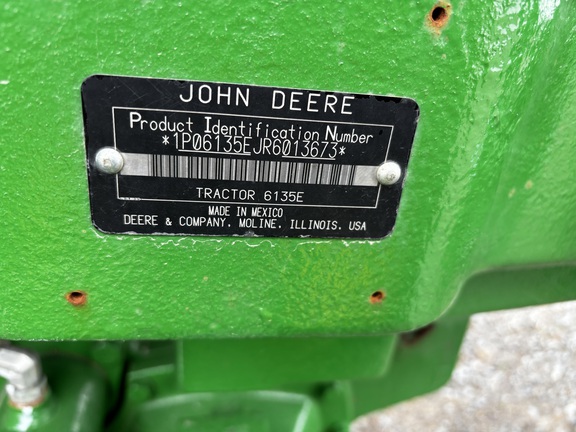 JOHN DEERE
Product Identification Number
*1P06135EJR6013673*
TRACTOR 6135E
MADE IN MEXICO
DEERE & COMPANY, MOLINE, ILLINOIS, USA